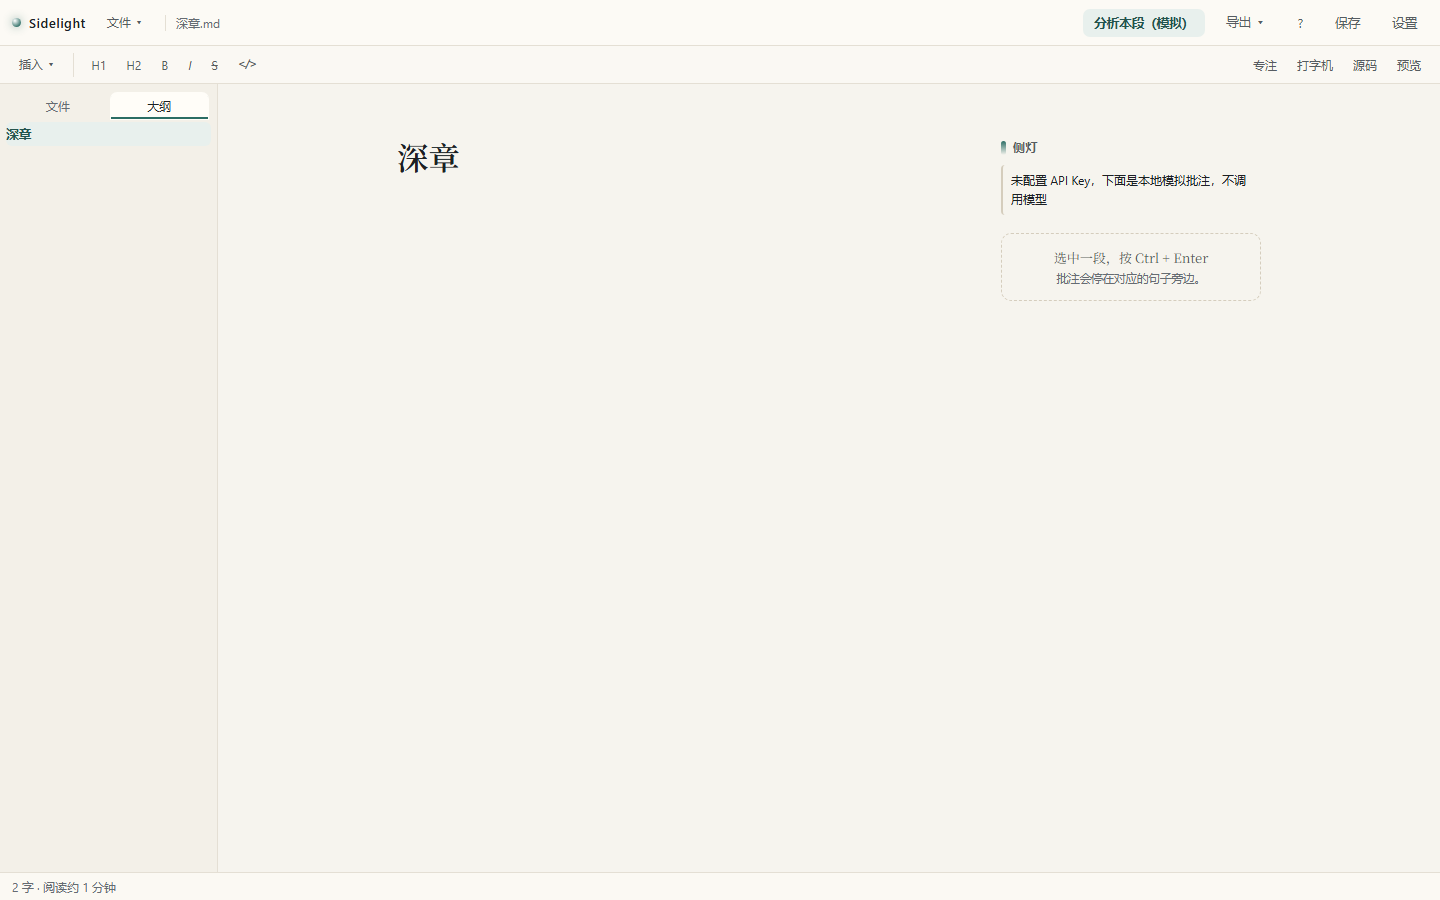 Sidelight 文件 ▾ 深章.md 分析本段（模拟） 导出 ▾ ? 保存 设置
插入 ▾ H1 H2 B I S </> 专注 打字机 源码 预览
文件 大纲
深章
深章
侧灯
未配置 API Key，下面是本地模拟批注，不调
用模型
选中一段，按 Ctrl + Enter
批注会停在对应的句子旁边。
2 字 · 阅读约 1 分钟